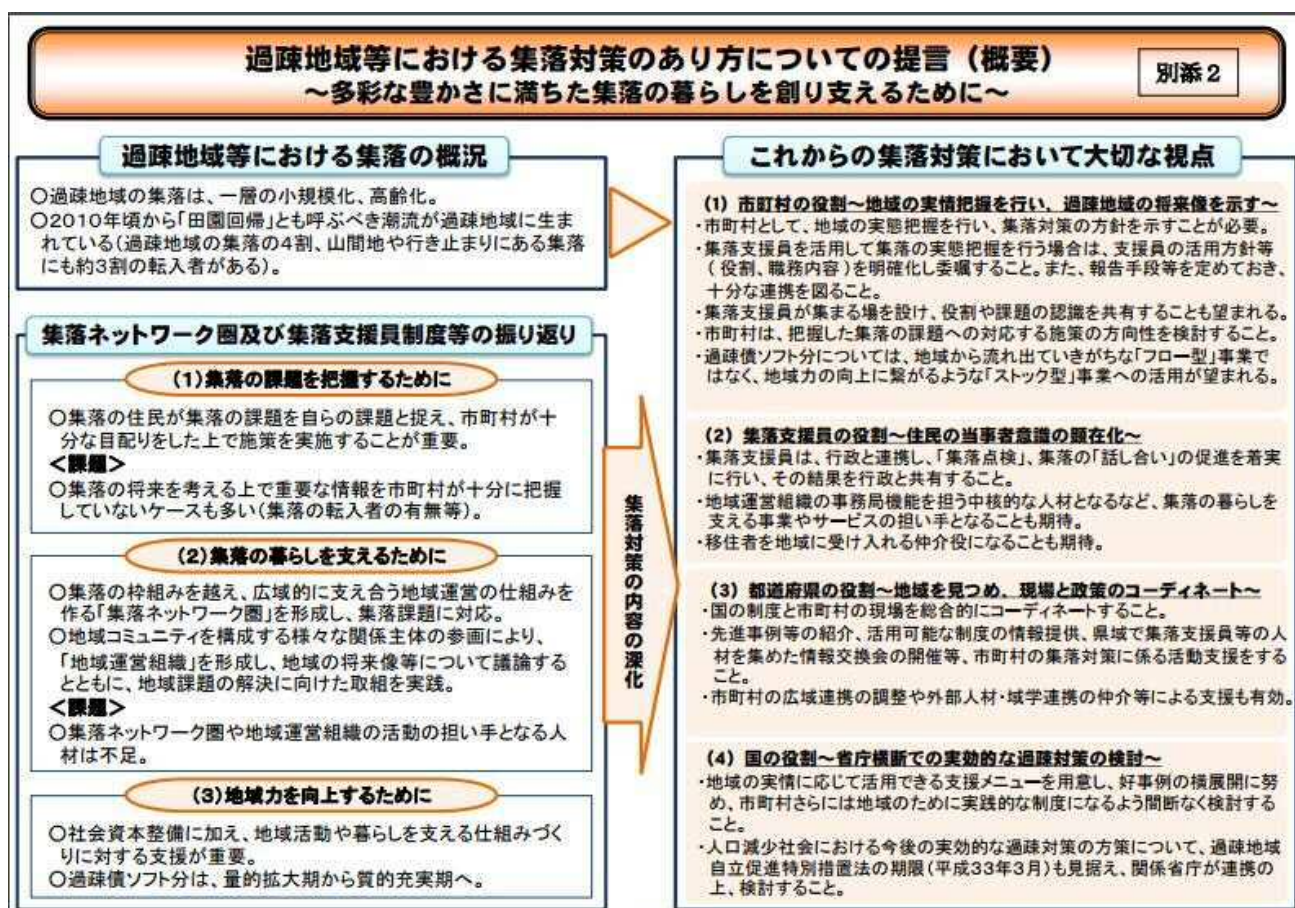 過疎地域等における集落対策のあり方についての提言（概要）
～多彩な豊かさに満ちた集落の暮らしを創り支えるために～
別添２
過疎地域等における集落の概況
○過疎地域の集落は、一層の小規模化、高齢化。
○２０１０年頃から「田園回帰」とも呼ぶべき潮流が過疎地域に生ま
れている（過疎地域の集落の４割、山間地や行き止まりにある集落
にも約３割の転入者がある）。
集落ネットワーク圏及び集落支援員制度等の振り返り
（１）集落の課題を把握するために
○集落の住民が集落の課題を自らの課題と捉え、市町村が十
分な目配りをした上で施策を実施することが重要。
＜課題＞
○集落の将来を考える上で重要な情報を市町村が十分に把握
していないケースも多い（集落の転入者の有無等）。
（２）集落の暮らしを支えるために
○集落の枠組みを越え、広域的に支え合う地域運営の仕組みを
作る「集落ネットワーク圏」を形成し、集落課題に対応。
○地域コミュニティを構成する様々な関係主体の参画により、
「地域運営組織」を形成し、地域の将来像等について議論する
とともに、地域課題の解決に向けた取組を実践。
＜課題＞
○集落ネットワーク圏や地域運営組織の活動の担い手となる人
材は不足。
（３）地域力を向上するために
○社会資本整備に加え、地域活動や暮らしを支える仕組みづく
りに対する支援が重要。
○過疎債ソフト分は、量的拡大期から質的充実期へ。
集落対策の内容の深化
これからの集落対策において大切な視点
（１）市町村の役割～地域の実情把握を行い、過疎地域の将来像を示す～
・市町村として、地域の実態把握を行い、集落対策の方針を示すことが必要。
・集落支援員を活用して集落の実態把握を行う場合は、支援員の活用方針等
（役割、職務内容）を明確化し委嘱すること。また、報告手段等を定めておき、
十分な連携を図ること。
・集落支援員が集まる場を設け、役割や課題の認識を共有することも望まれる。
・市町村は、把握した集落の課題への対応する施策の方向性を検討すること。
・過疎債ソフト分については、地域から流れ出ていきがちな「フロー型」事業で
はなく、地域力の向上に繋がるような「ストック型」事業への活用が望まれる。
（２）集落支援員の役割～住民の当事者意識の顕在化～
・集落支援員は、行政と連携し、「集落点検」、集落の「話し合い」の促進を着実
に行い、その結果を行政と共有すること。
・地域運営組織の事務局機能を担う中核的な人材となるなど、集落の暮らしを
支える事業やサービスの担い手となることも期待。
・移住者を地域に受け入れる仲介役になることも期待。
（３）都道府県の役割～地域を見つめ、現場と政策のコーディネート～
・国の制度と市町村の現場を総合的にコーディネートすること。
・先進事例等の紹介、活用可能な制度の情報提供、県域で集落支援員等の人
材を集めた情報交換会の開催等、市町村の集落対策に係る活動支援をする
こと。
・市町村の広域連携の調整や外部人材・域学連携の仲介等による支援も有効。
（４）国の役割～省庁横断での実効的な過疎対策の検討～
・地域の実情に応じて活用できる支援メニューを用意し、好事例の横展開に努
め、市町村さらには地域のために実践的な制度になるよう間断なく検討する
こと。
・人口減少社会における今後の実効的な過疎対策の方策について、過疎地域
自立促進特別措置法の期限（平成３３年３月）も見据え、関係省庁が連携の
上、検討すること。